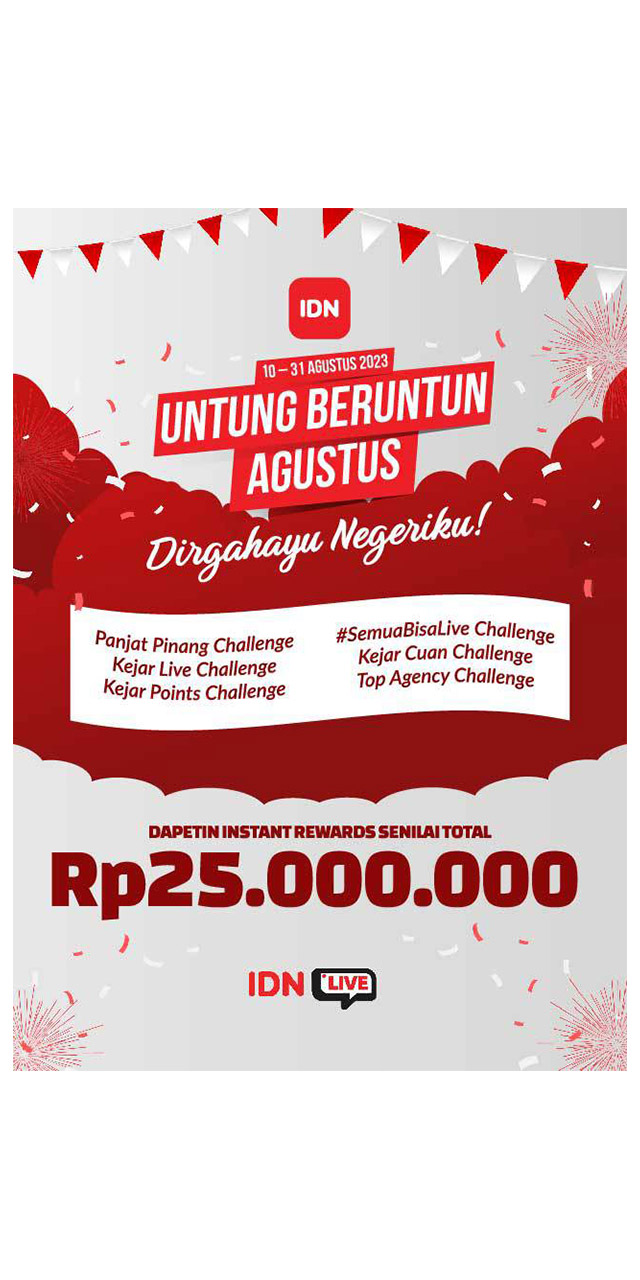 IDN
10 – 31 AGUSTUS 2023
UNTUNG BERUNTUN
AGUSTUS
Dirgahayu Negeriku!
Panjat Pinang Challenge
Kejar Live Challenge
Kejar Points Challenge
#SemuaBisaLive Challenge
Kejar Cuan Challenge
Top Agency Challenge
DAPETIN INSTANT REWARDS SENILAI TOTAL
Rp25.000.000
IDN LIVE